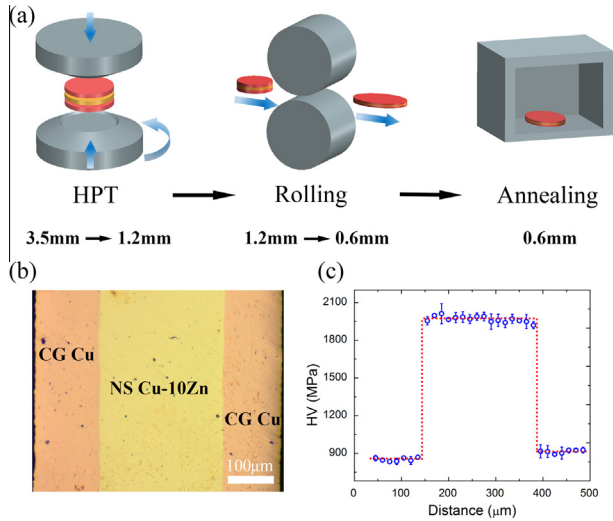 (a)
HPT
Rolling
Annealing
3.5mm → 1.2mm
1.2mm → 0.6mm
0.6mm
(b)
CG Cu
NS Cu-10Zn
CG Cu
100μm
(c)
2100
1800
1500
1200
900
HV (MPa)
0 100 200 300 400 500
Distance (μm)